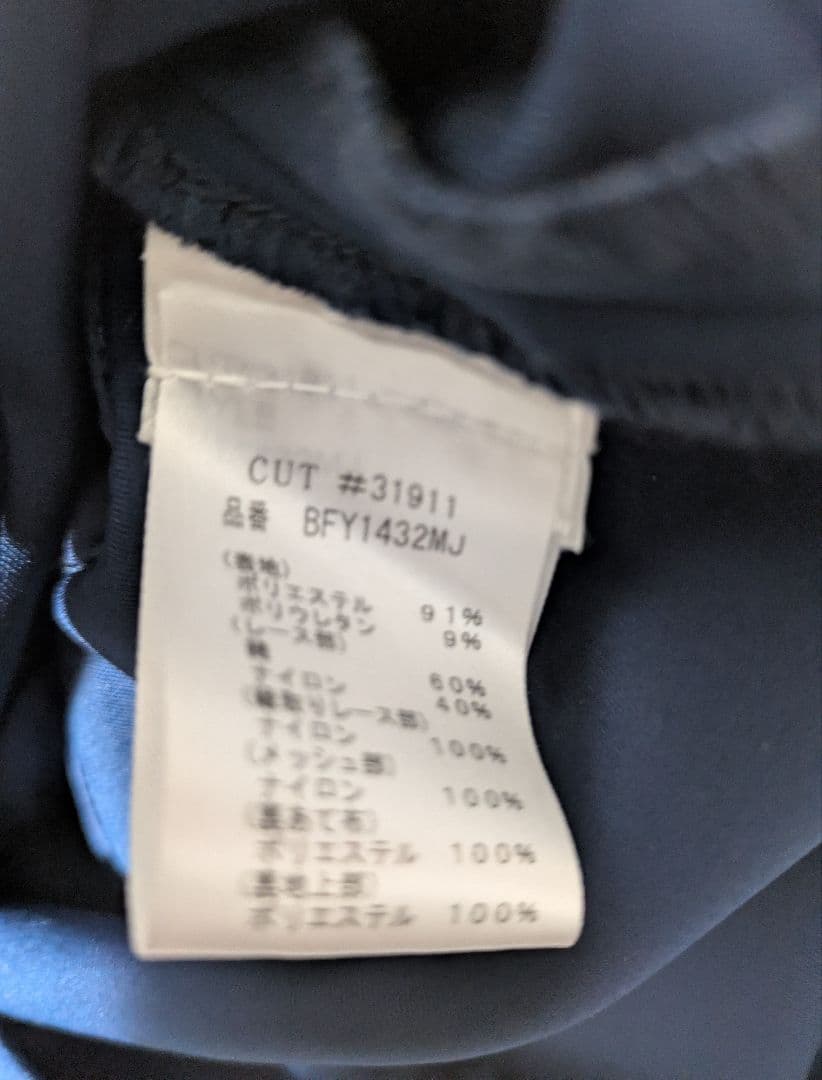 CUT #31911
品番 BFY1432MJ
(表地)
ポリエステル 91%
ポリウレタン 9%
(レース部)
綿 60%
ナイロン 40%
(縁取りレース部)
ナイロン 100%
(メッシュ部)
ナイロン 100%
(裏あて布)
ポリエステル 100%
(裏地上部)
ポリエステル 100%